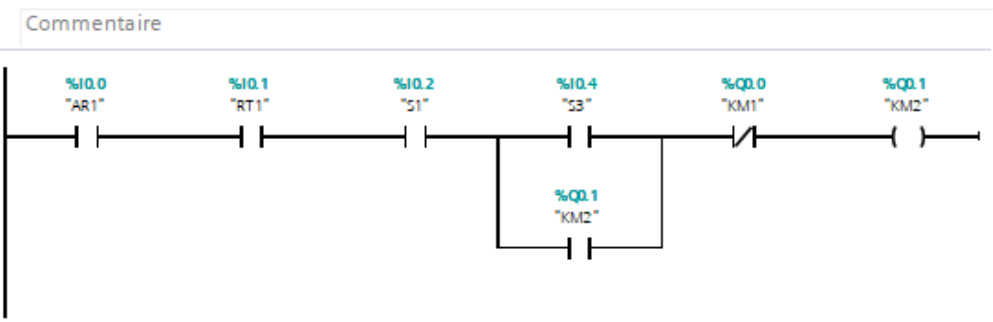 Commentaire
%I0.0 %I0.1 %I0.2 %I0.4 %Q0.0 %Q0.1
"AR1" "RT1" "S1" "S3" "KM1" "KM2"
%Q0.1
"KM2"